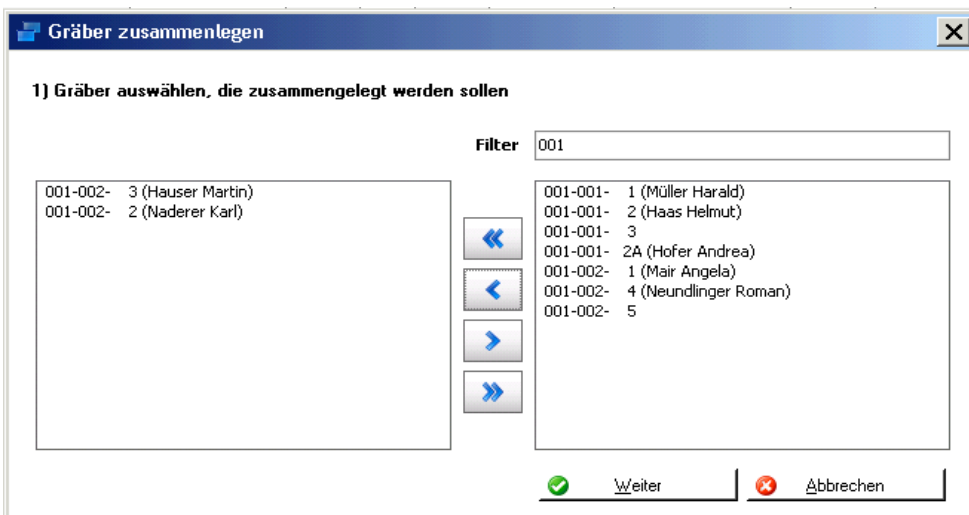 Gräber zusammenlegen
1) Gräber auswählen, die zusammengelegt werden sollen
Filter 001
001-002- 3 (Hauser Martin)
001-002- 2 (Naderer Karl)
001-001- 1 (Müller Harald)
001-001- 2 (Haas Helmut)
001-001- 3
001-001- 2A (Hofer Andrea)
001-002- 1 (Mair Angela)
001-002- 4 (Neundlinger Roman)
001-002- 5
Weiter
Abbrechen